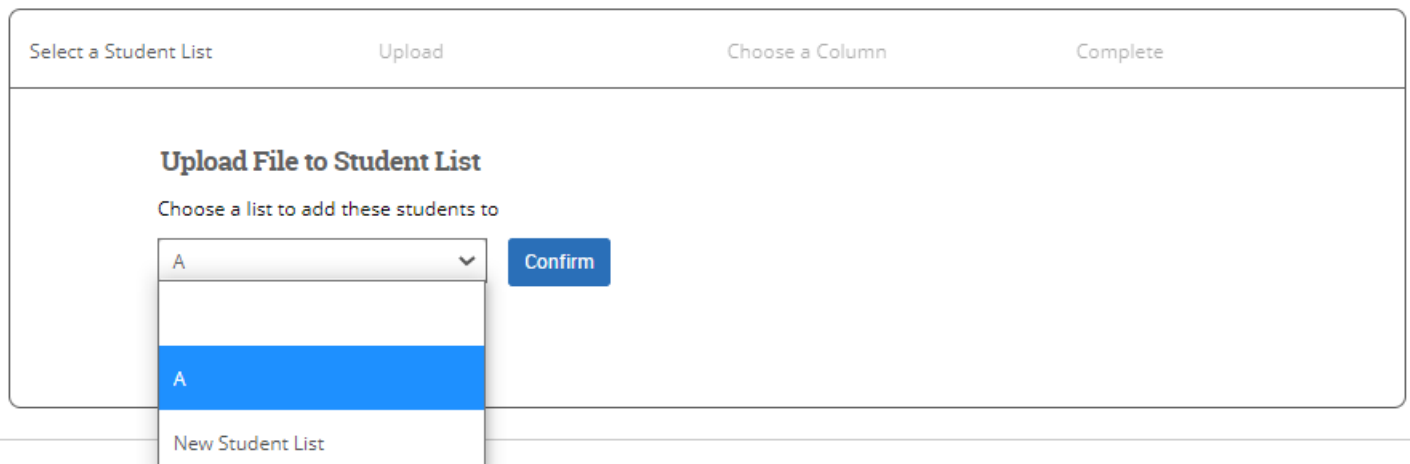 Select a Student List Upload Choose a Column Complete
Upload File to Student List
Choose a list to add these students to
A Confirm
A
New Student List